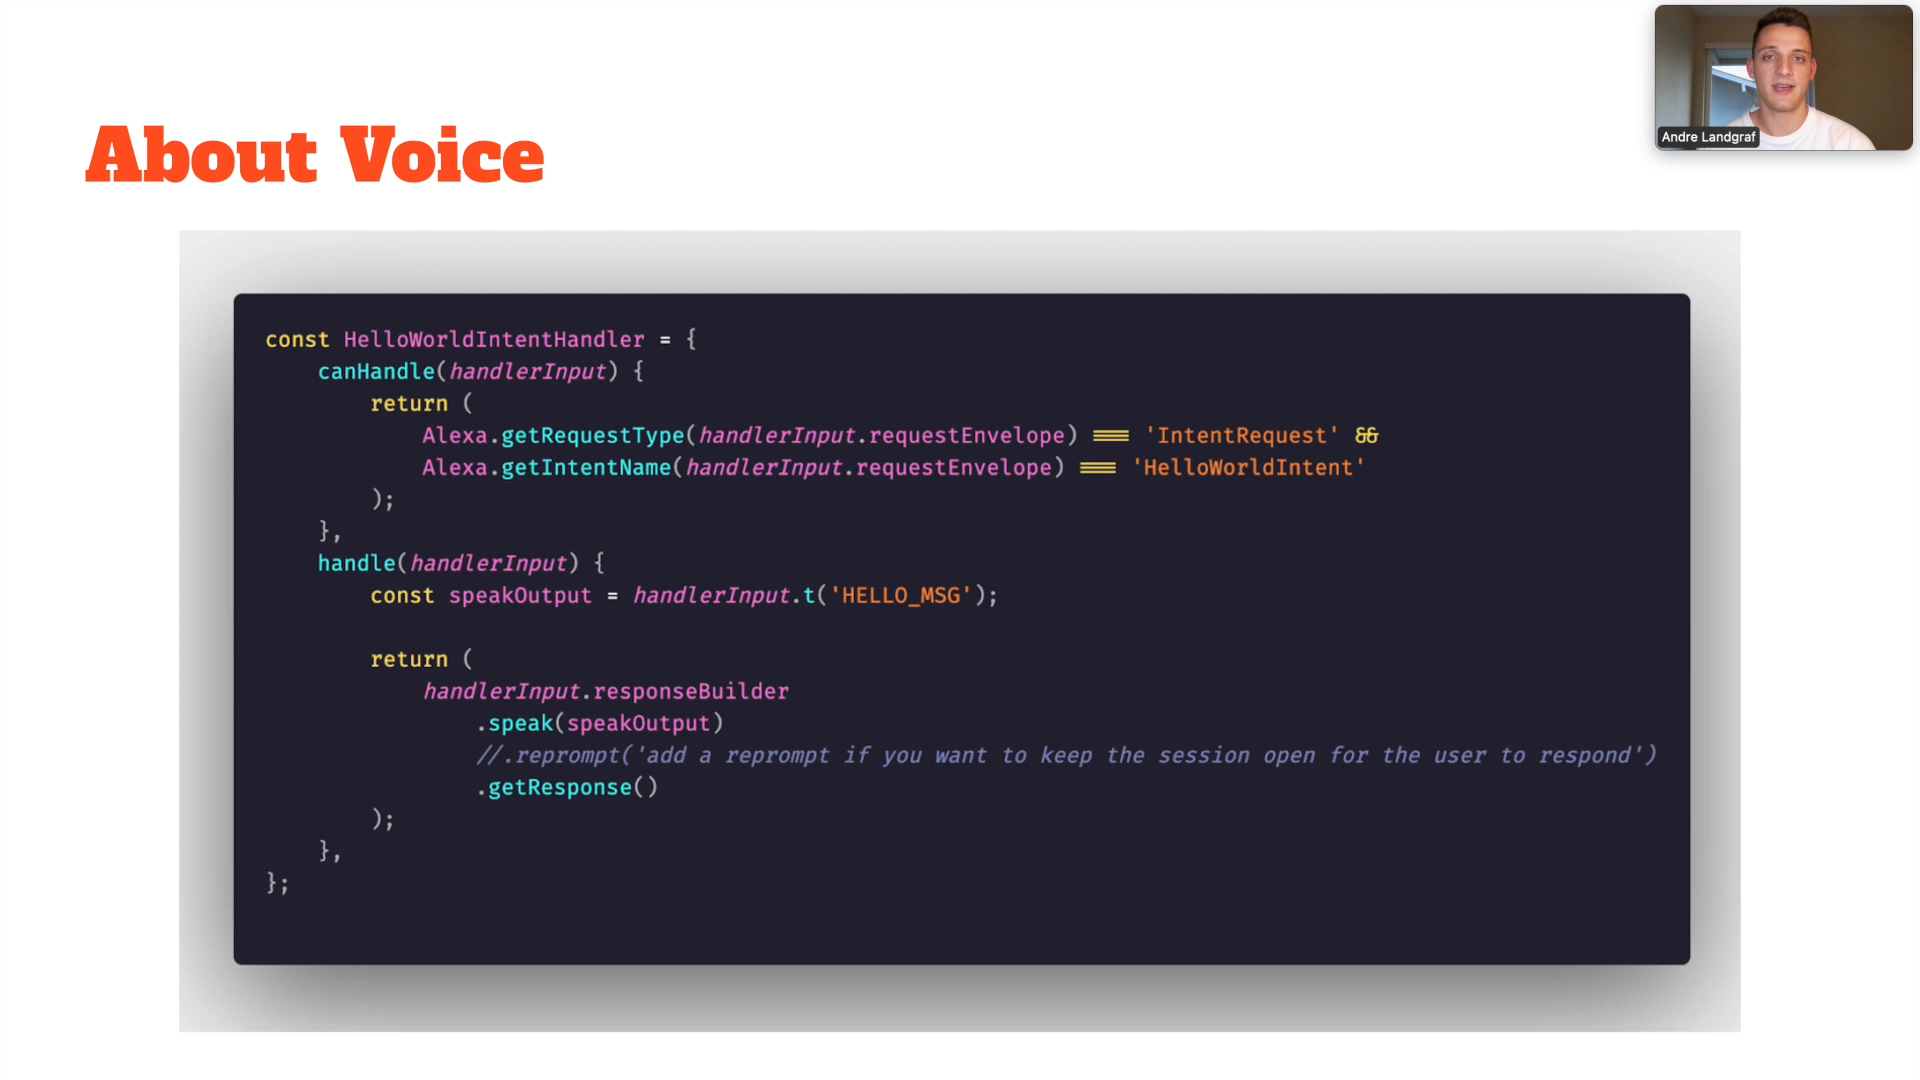 About Voice
Andre Landgraf
const HelloWorldIntentHandler = {
    canHandle(handlerInput) {
        return (
            Alexa.getRequestType(handlerInput.requestEnvelope) === 'IntentRequest' &&
            Alexa.getIntentName(handlerInput.requestEnvelope) === 'HelloWorldIntent'
        );
    },
    handle(handlerInput) {
        const speakOutput = handlerInput.t('HELLO_MSG');
        return (
            handlerInput.responseBuilder
                .speak(speakOutput)
                //.reprompt('add a reprompt if you want to keep the session open for the user to respond')
                .getResponse()
        );
    },
};